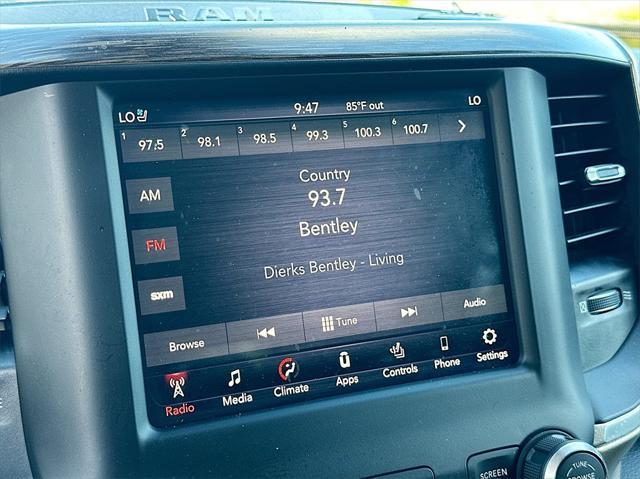 RAM
LO 9:47 85°F out LO
1 97.5 2 98.1 3 98.5 4 99.3 5 100.3 6 100.7
Country
AM
93.7
Bentley
FM
Dierks Bentley - Living
sxm
Browse Tune Audio
Radio Media Climate Apps Controls Phone Settings
SCREEN
TUNE
BROWSE